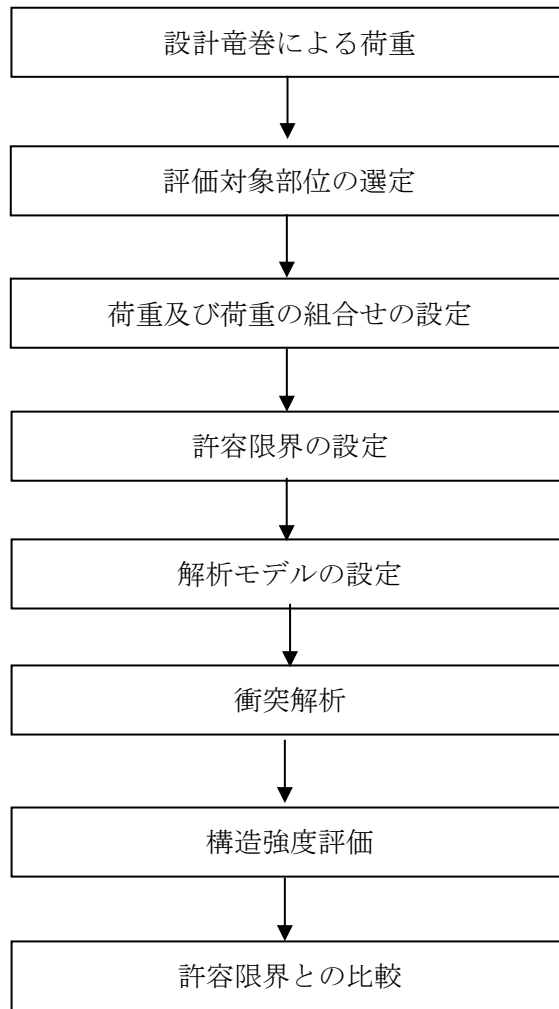 設計竜巻による荷重
評価対象部位の選定
荷重及び荷重の組合せの設定
許容限界の設定
解析モデルの設定
衝突解析
構造強度評価
許容限界との比較